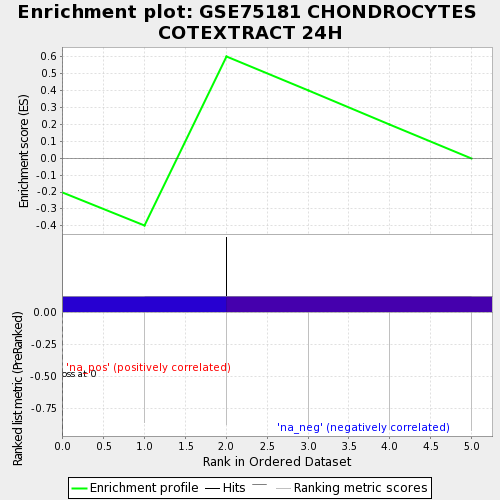 Enrichment plot: GSE75181 CHONDROCYTES
COTEXTRACT 24H
Enrichment score (ES)
0.6
0.5
0.4
0.3
0.2
0.1
0.0
-0.1
-0.2
-0.3
-0.4
Ranked list metric (PreRanked)
0.00
-0.25
-0.50
-0.75
'na_pos' (positively correlated)
'na_neg' (negatively correlated)
0.0 0.5 1.0 1.5 2.0 2.5 3.0 3.5 4.0 4.5 5.0
Rank in Ordered Dataset
Enrichment profile Hits Ranking metric scores